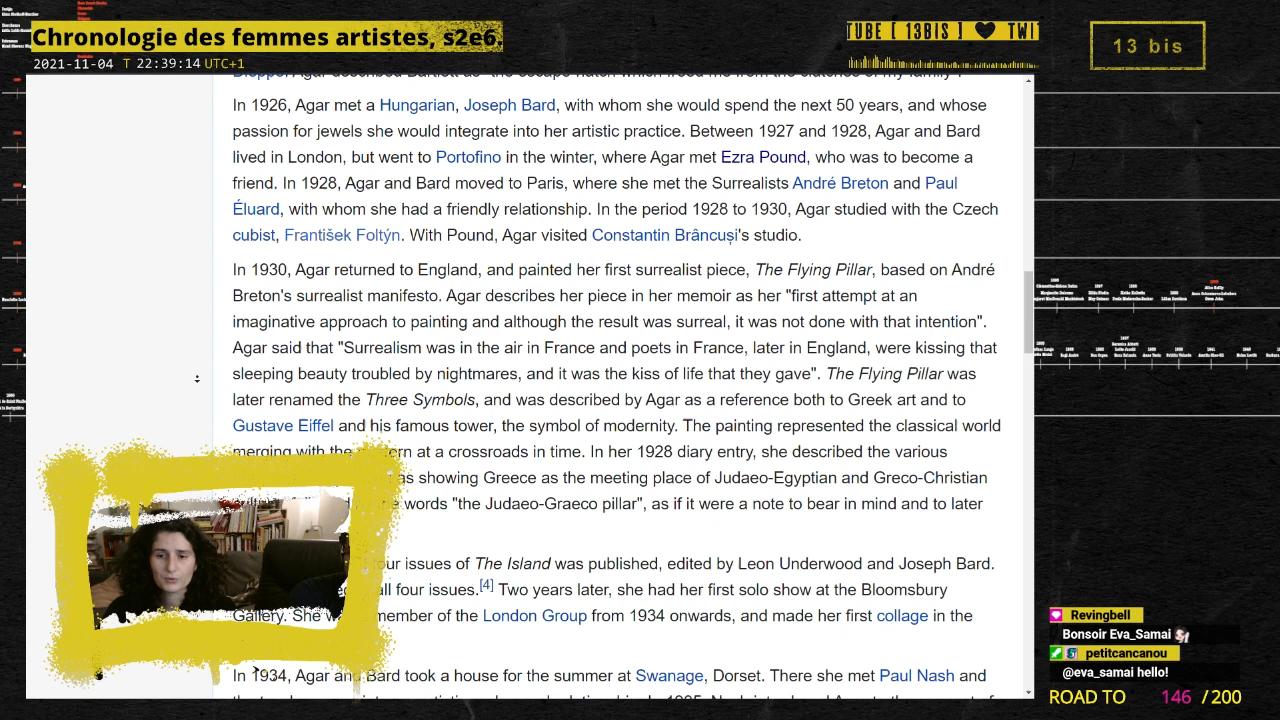 Chronologie des femmes artistes, s2e6
TUBE [ 13BIS ] TWI
13 bis
2021-11-04 T 22:39:14 UTC+1
In 1926, Agar met a Hungarian, Joseph Bard, with whom she would spend the next 50 years, and whose
passion for jewels she would integrate into her artistic practice. Between 1927 and 1928, Agar and Bard
lived in London, but went to Portofino in the winter, where Agar met Ezra Pound, who was to become a
friend. In 1928, Agar and Bard moved to Paris, where she met the Surrealists André Breton and Paul
Éluard, with whom she had a friendly relationship. In the period 1928 to 1930, Agar studied with the Czech
cubist, František Foltýn. With Pound, Agar visited Constantin Brâncuși's studio.
In 1930, Agar returned to England, and painted her first surrealist piece, The Flying Pillar, based on André
Breton's surrealist manifesto. Agar describes her piece in her memoir as her "first attempt at an
imaginative approach to painting and although the result was surreal, it was not done with that intention".
Agar said that "Surrealism was in the air in France and poets in France, later in England, were kissing that
sleeping beauty troubled by nightmares, and it was the kiss of life that they gave". The Flying Pillar was
later renamed the Three Symbols, and was described by Agar as a reference both to Greek art and to
Gustave Eiffel and his famous tower, the symbol of modernity. The painting represented the classical world
merging with the at a crossroads in time. In her 1928 diary entry, she described the various
as showing Greece as the meeting place of Judaeo-Egyptian and Greco-Christian
words "the Judaeo-Graeco pillar", as if it were a note to bear in mind and to later
our issues of The Island was published, edited by Leon Underwood and Joseph Bard.
all four issues.[4] Two years later, she had her first solo show at the Bloomsbury
Gallery. She member of the London Group from 1934 onwards, and made her first collage in the
In 1934, Agar and Bard took a house for the summer at Swanage, Dorset. There she met Paul Nash and
Revingbell
Bonsoir Eva_Samai
petitcancanou
@eva_samai hello!
ROAD TO 146 / 200